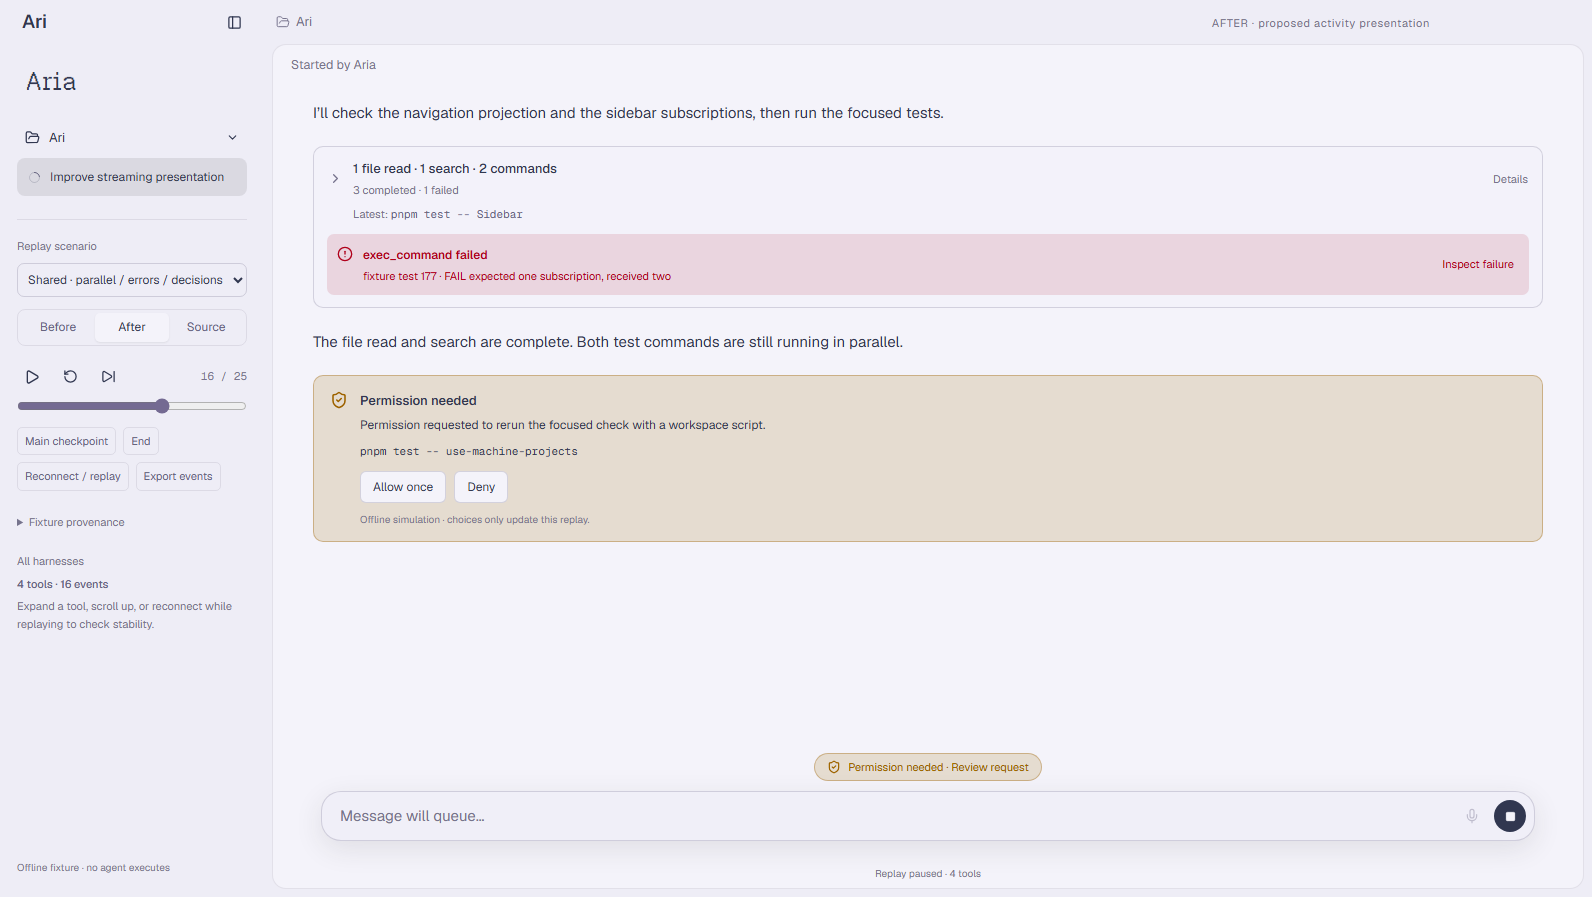 Ari
Ari
AFTER · proposed activity presentation
Aria
Ari
Improve streaming presentation
Replay scenario
Shared · parallel / errors / decisions
Before After Source
16 / 25
Main checkpoint End
Reconnect / replay Export events
Fixture provenance
All harnesses
4 tools · 16 events
Expand a tool, scroll up, or reconnect while
replaying to check stability.
Offline fixture · no agent executes
Started by Aria
I'll check the navigation projection and the sidebar subscriptions, then run the focused tests.
1 file read · 1 search · 2 commands
3 completed · 1 failed
Details
Latest: pnpm test -- Sidebar
exec_command failed
fixture test 177 · FAIL expected one subscription, received two
Inspect failure
The file read and search are complete. Both test commands are still running in parallel.
Permission needed
Permission requested to rerun the focused check with a workspace script.
pnpm test -- use-machine-projects
Allow once Deny
Offline simulation · choices only update this replay.
Permission needed · Review request
Message will queue...
Replay paused · 4 tools